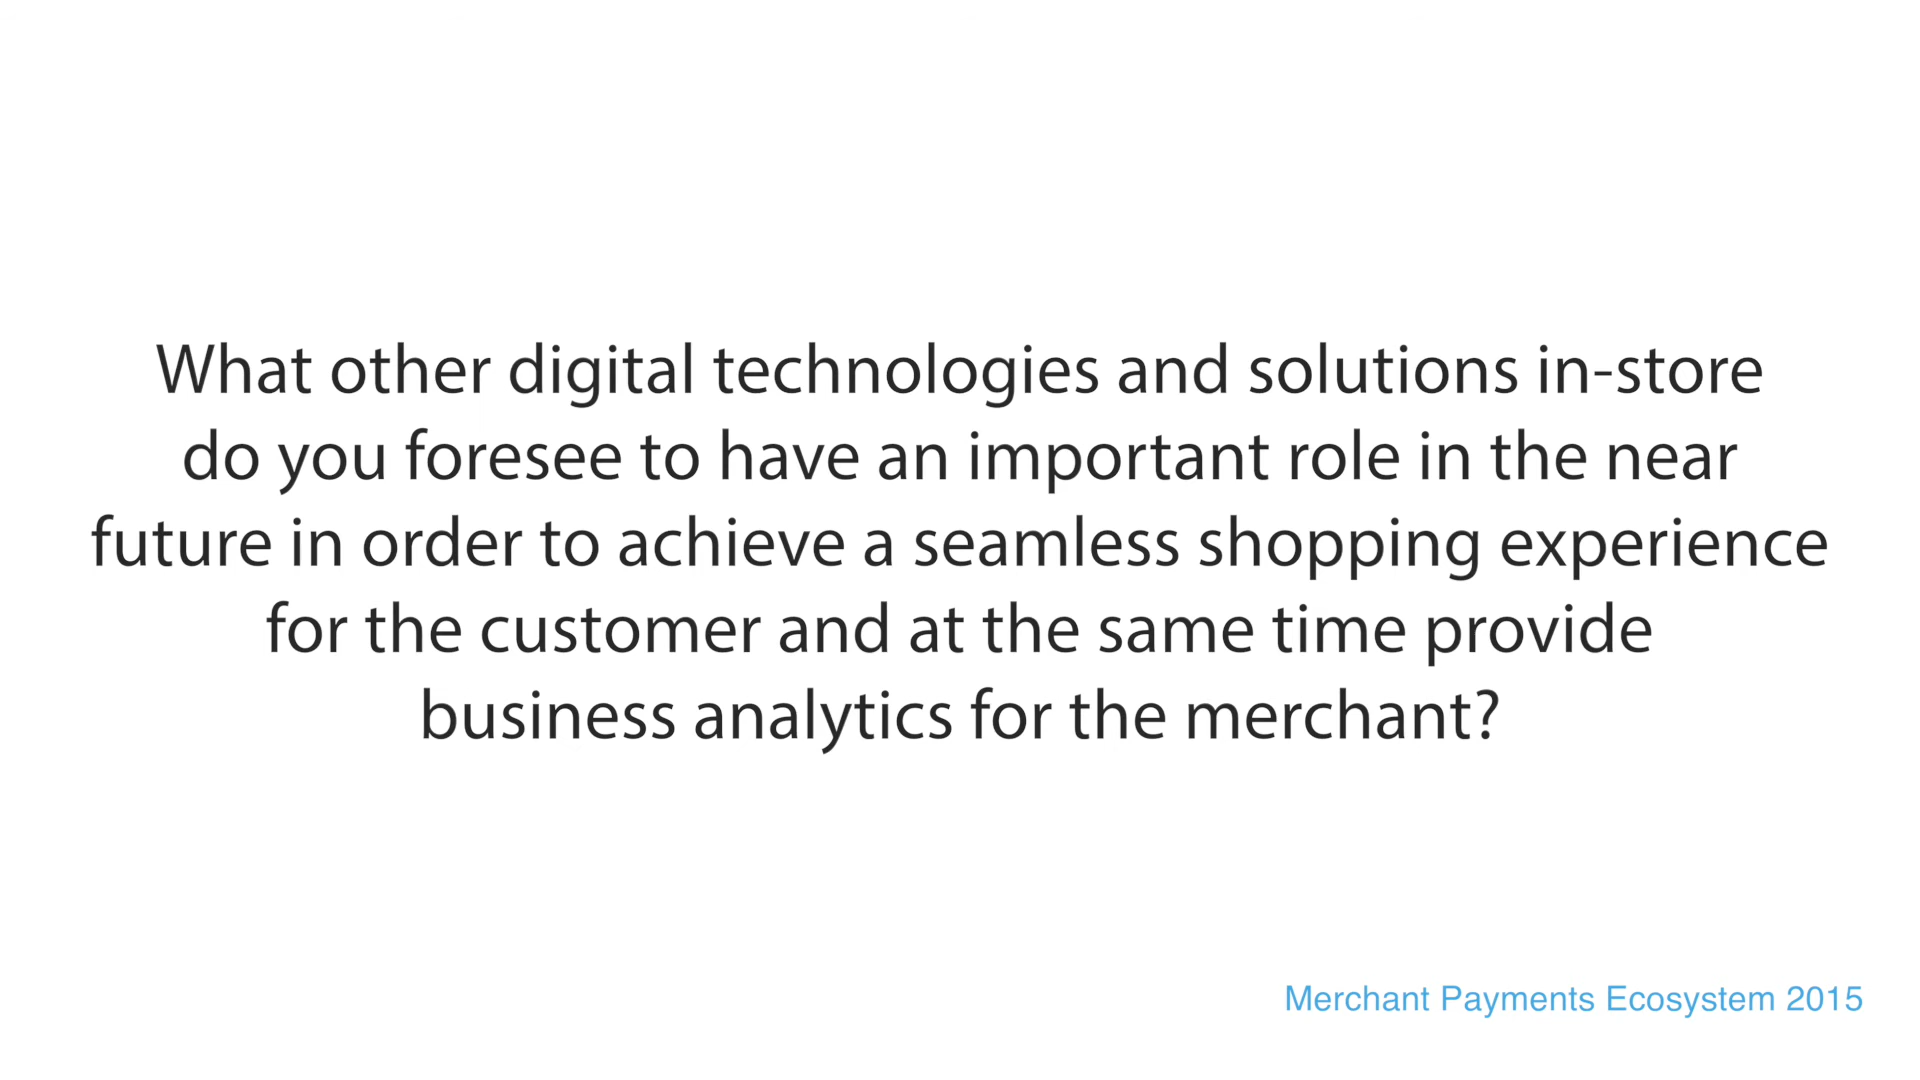 What other digital technologies and solutions in-store
do you foresee to have an important role in the near
future in order to achieve a seamless shopping experience
for the customer and at the same time provide
business analytics for the merchant?
Merchant Payments Ecosystem 2015